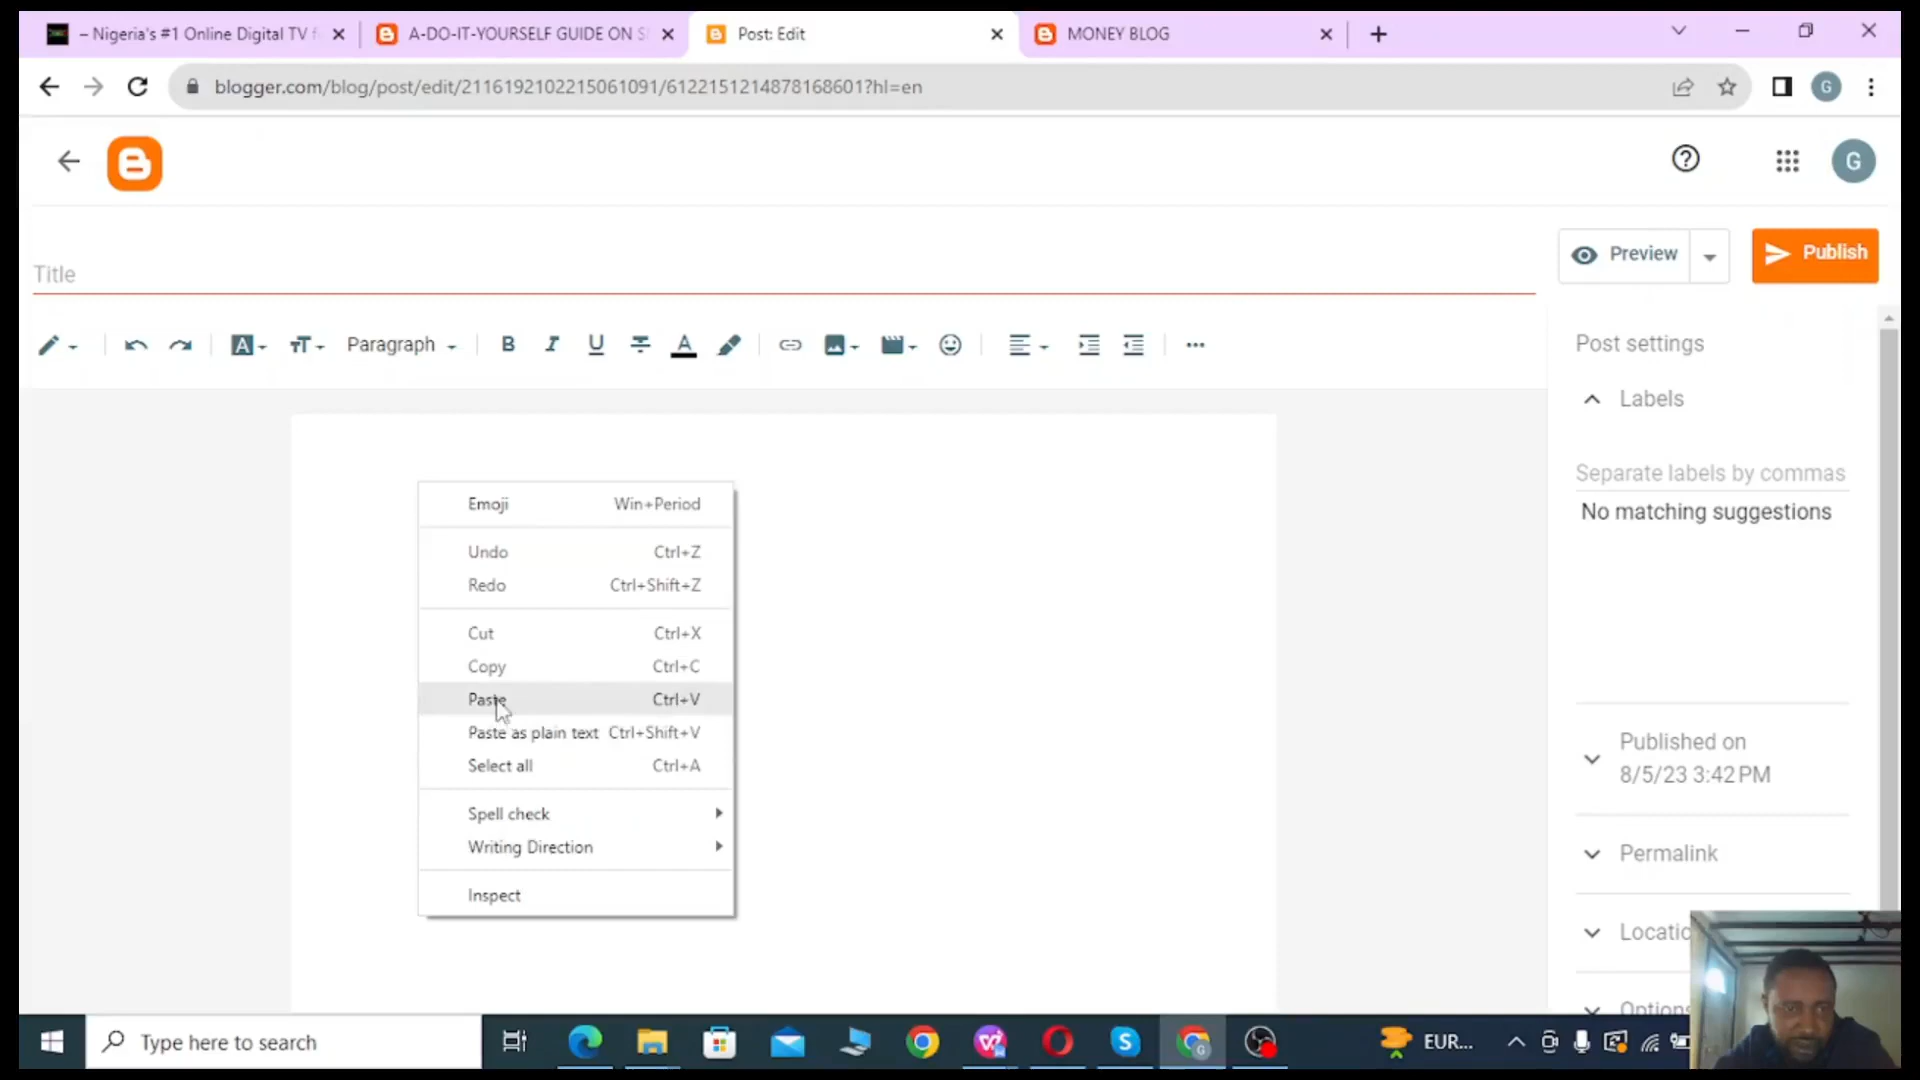 – Nigeria's #1 Online Digital TV
A-DO-IT-YOURSELF GUIDE ON
Post: Edit
MONEY BLOG
blogger.com/blog/post/edit/2116192102215061091/6122151214878168601?hl=en
G
G
Title
Preview
Publish
Paragraph
B
I
U
A
Post settings
Labels
Separate labels by commas
No matching suggestions
Published on
8/5/23 3:42 PM
Permalink
Emoji Win+Period
Undo Ctrl+Z
Redo Ctrl+Shift+Z
Cut Ctrl+X
Copy Ctrl+C
Paste Ctrl+V
Paste as plain text Ctrl+Shift+V
Select all Ctrl+A
Spell check
Writing Direction
Inspect
Type here to search
EUR...